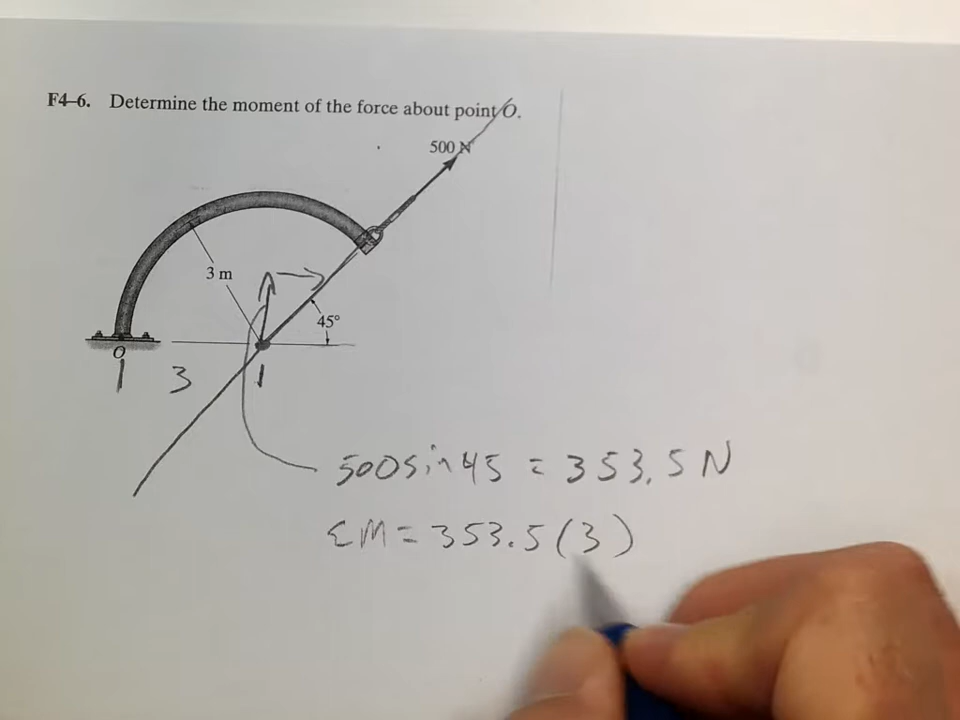 F4–6. Determine the moment of the force about point O.
500 N
3 m
45°
O
3
500sin45 = 353.5 N
ΣM = 353.5(3)